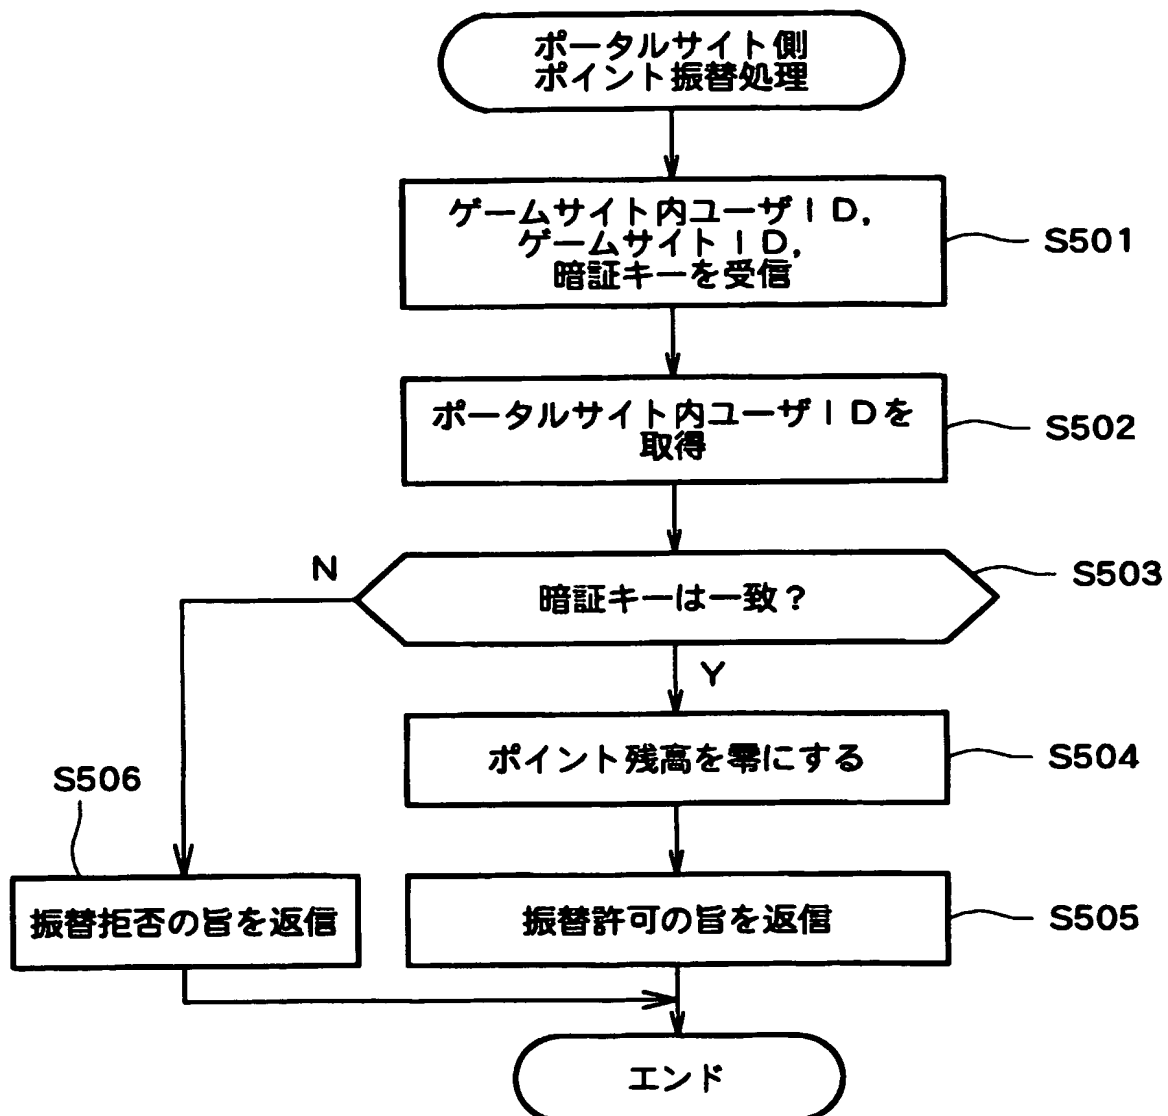 ポータルサイト側
ポイント振替処理
ゲームサイト内ユーザID,
ゲームサイトID,
暗証キーを受信
S501
ポータルサイト内ユーザIDを
取得
S502
暗証キーは一致？
S503
N
Y
ポイント残高を零にする
S504
S506
振替拒否の旨を返信
振替許可の旨を返信
S505
エンド